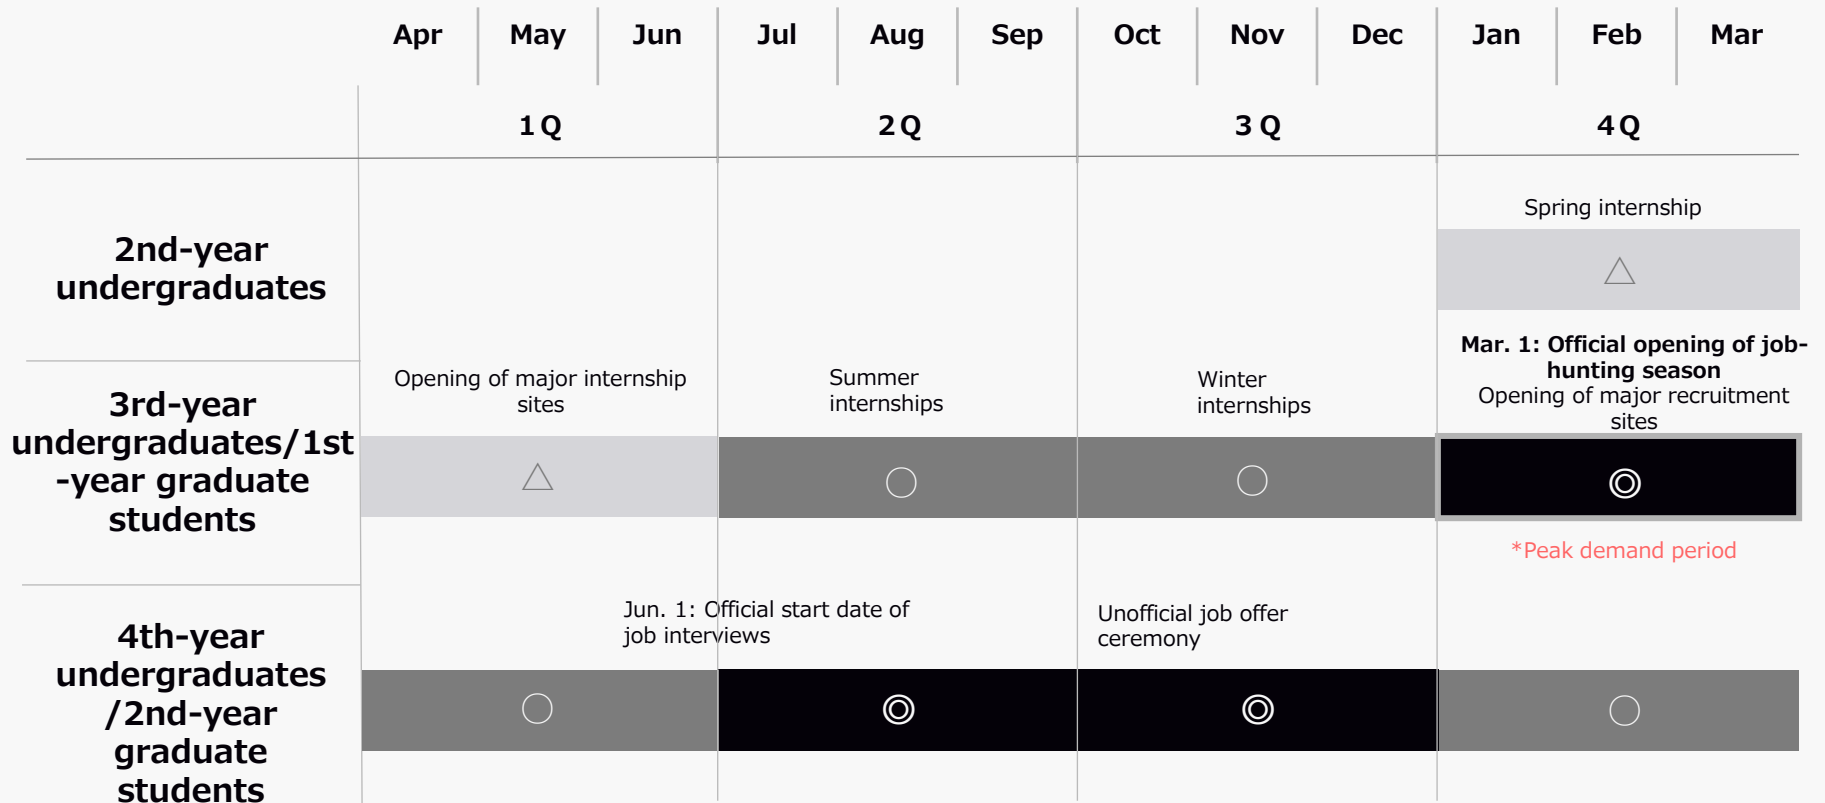 Apr May Jun Jul Aug Sep Oct Nov Dec Jan Feb Mar
1Q 2Q 3Q 4Q
2nd-year
undergraduates
Spring internship
△
3rd-year
undergraduates/1st
-year graduate
students
Opening of major internship
sites
△
Summer
internships
○
Winter
internships
○
Mar. 1: Official opening of job-
hunting season
Opening of major recruitment
sites
◎
*Peak demand period
4th-year
undergraduates
/2nd-year
graduate
students
○
Jun. 1: Official start date of
job interviews
◎
Unofficial job offer
ceremony
◎
○